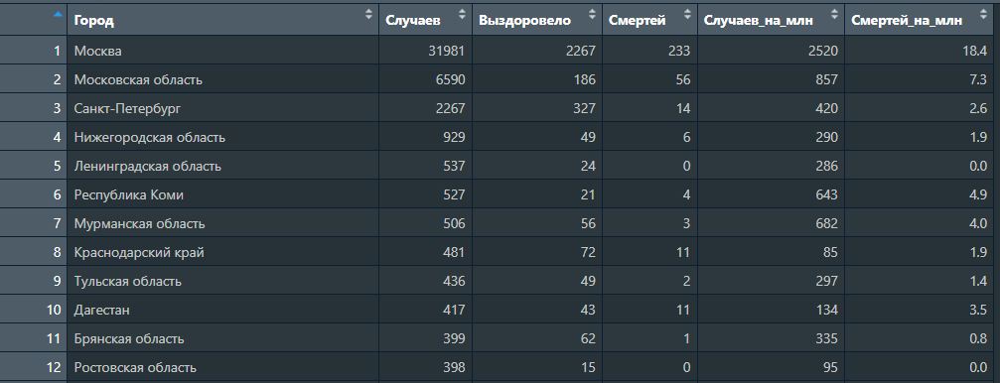 Город Случаев Выздоровело Смертей Случаев_на_млн Смертей_на_млн
1 Москва 31981 2267 233 2520 18.4
2 Московская область 6590 186 56 857 7.3
3 Санкт-Петербург 2267 327 14 420 2.6
4 Нижегородская область 929 49 6 290 1.9
5 Ленинградская область 537 24 0 286 0.0
6 Республика Коми 527 21 4 643 4.9
7 Мурманская область 506 56 3 682 4.0
8 Краснодарский край 481 72 11 85 1.9
9 Тульская область 436 49 2 297 1.4
10 Дагестан 417 43 11 134 3.5
11 Брянская область 399 62 1 335 0.8
12 Ростовская область 398 15 0 95 0.0